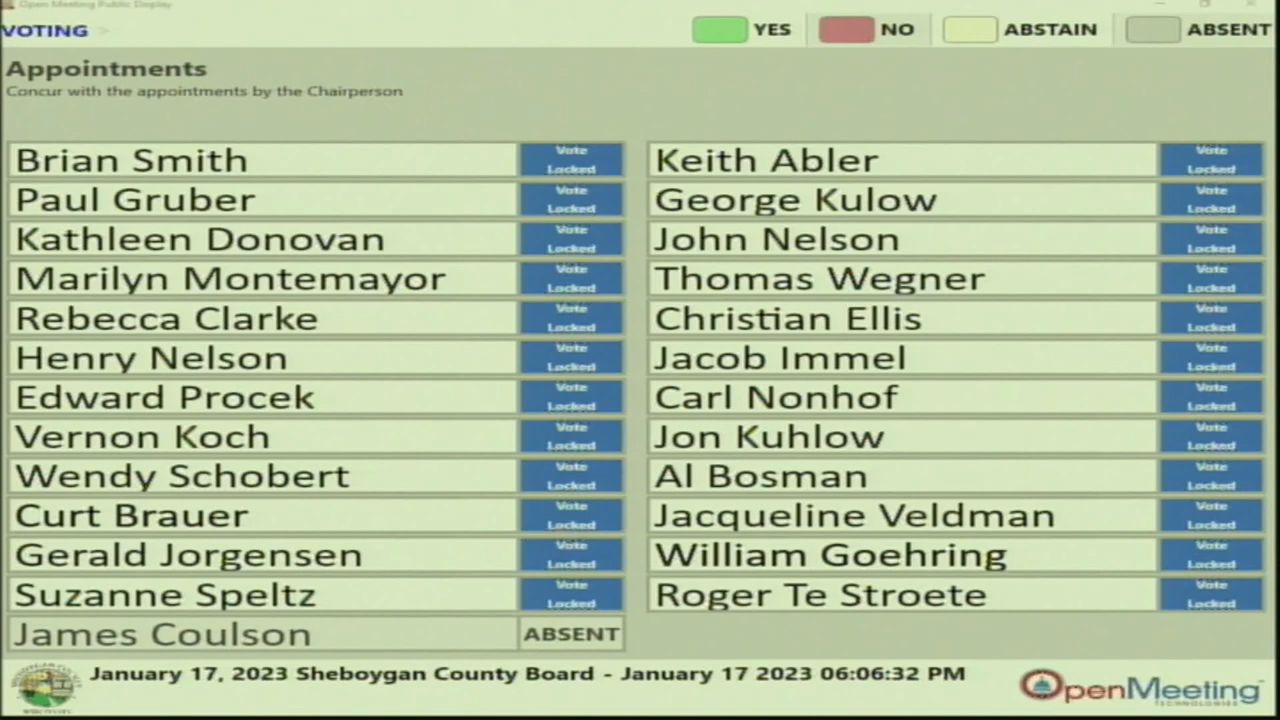 Open Meeting Public Display
VOTING >
YES NO ABSTAIN ABSENT
Appointments
Concur with the appointments by the Chairperson
Brian Smith Vote Locked Keith Abler Vote Locked
Paul Gruber Vote Locked George Kulow Vote Locked
Kathleen Donovan Vote Locked John Nelson Vote Locked
Marilyn Montemayor Vote Locked Thomas Wegner Vote Locked
Rebecca Clarke Vote Locked Christian Ellis Vote Locked
Henry Nelson Vote Locked Jacob Immel Vote Locked
Edward Procek Vote Locked Carl Nonhof Vote Locked
Vernon Koch Vote Locked Jon Kuhlow Vote Locked
Wendy Schobert Vote Locked Al Bosman Vote Locked
Curt Brauer Vote Locked Jacqueline Veldman Vote Locked
Gerald Jorgensen Vote Locked William Goehring Vote Locked
Suzanne Speltz Vote Locked Roger Te Stroete Vote Locked
James Coulson ABSENT
January 17, 2023 Sheboygan County Board - January 17 2023 06:06:32 PM
OpenMeeting
TECHNOLOGIES